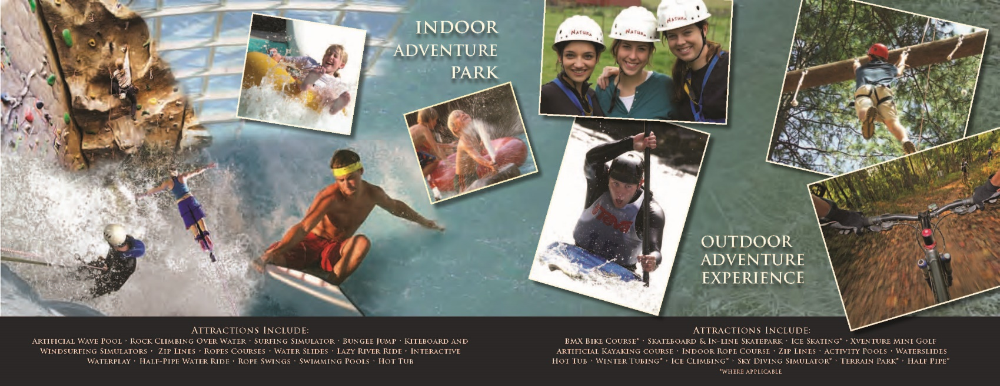 INDOOR
ADVENTURE
PARK
NATURA
NATURA
NATURA
TEVA
OUTDOOR
ADVENTURE
EXPERIENCE
ATTRACTIONS INCLUDE:
ARTIFICIAL WAVE POOL · ROCK CLIMBING OVER WATER · SURFING SIMULATOR · BUNGEE JUMP · KITEBOARD AND
WINDSURFING SIMULATORS · ZIP LINES · ROPES COURSES · WATER SLIDES · LAZY RIVER RIDE · INTERACTIVE
WATERPLAY · HALF-PIPE WATER RIDE · ROPE SWINGS · SWIMMING POOLS · HOT TUB
ATTRACTIONS INCLUDE:
BMX BIKE COURSE* · SKATEBOARD & IN-LINE SKATEPARK · ICE SKATING* · XVENTURE MINI GOLF
ARTIFICIAL KAYAKING COURSE · INDOOR ROPE COURSE · ZIP LINES · ACTIVITY POOLS · WATERSLIDES
HOT TUB · WINTER TUBING* · ICE CLIMBING* · SKY DIVING SIMULATOR* · TERRAIN PARK* · HALF PIPE*
*WHERE APPLICABLE